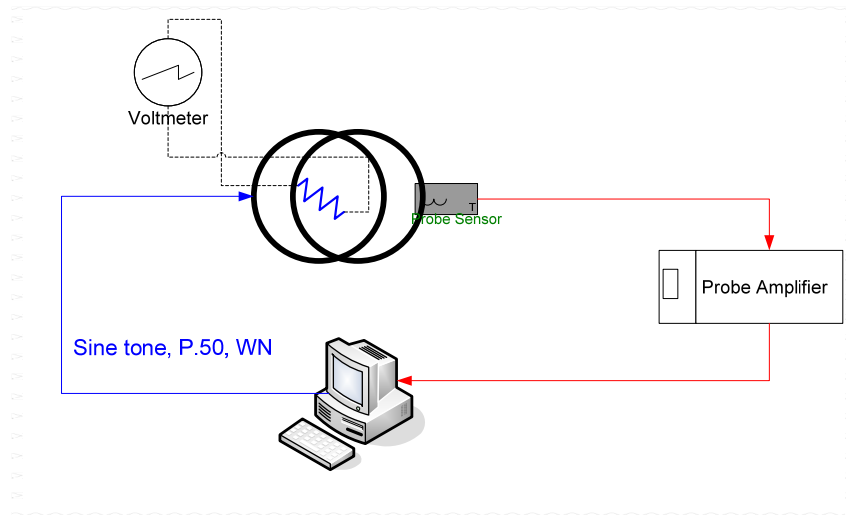 Voltmeter
T
Probe Sensor
Probe Amplifier
Sine tone, P.50, WN